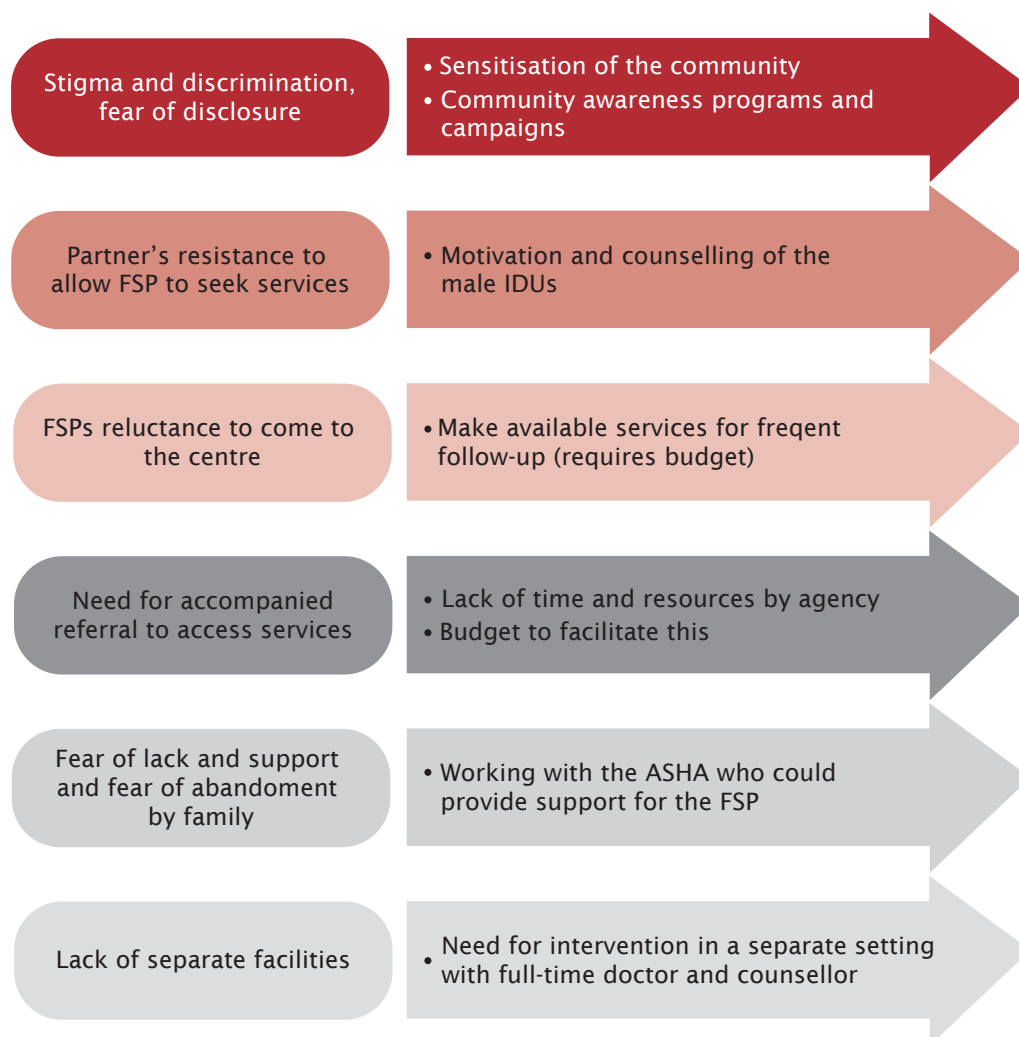 Stigma and discrimination,
fear of disclosure
• Sensitisation of the community
• Community awareness programs and
campaigns
Partner's resistance to
allow FSP to seek services
• Motivation and counselling of the
male IDUs
FSPs reluctance to come to
the centre
• Make available services for freqent
follow-up (requires budget)
Need for accompanied
referral to access services
• Lack of time and resources by agency
• Budget to facilitate this
Fear of lack and support
and fear of abandoment
by family
• Working with the ASHA who could
provide support for the FSP
Lack of separate facilities
• Need for intervention in a separate setting
with full-time doctor and counsellor